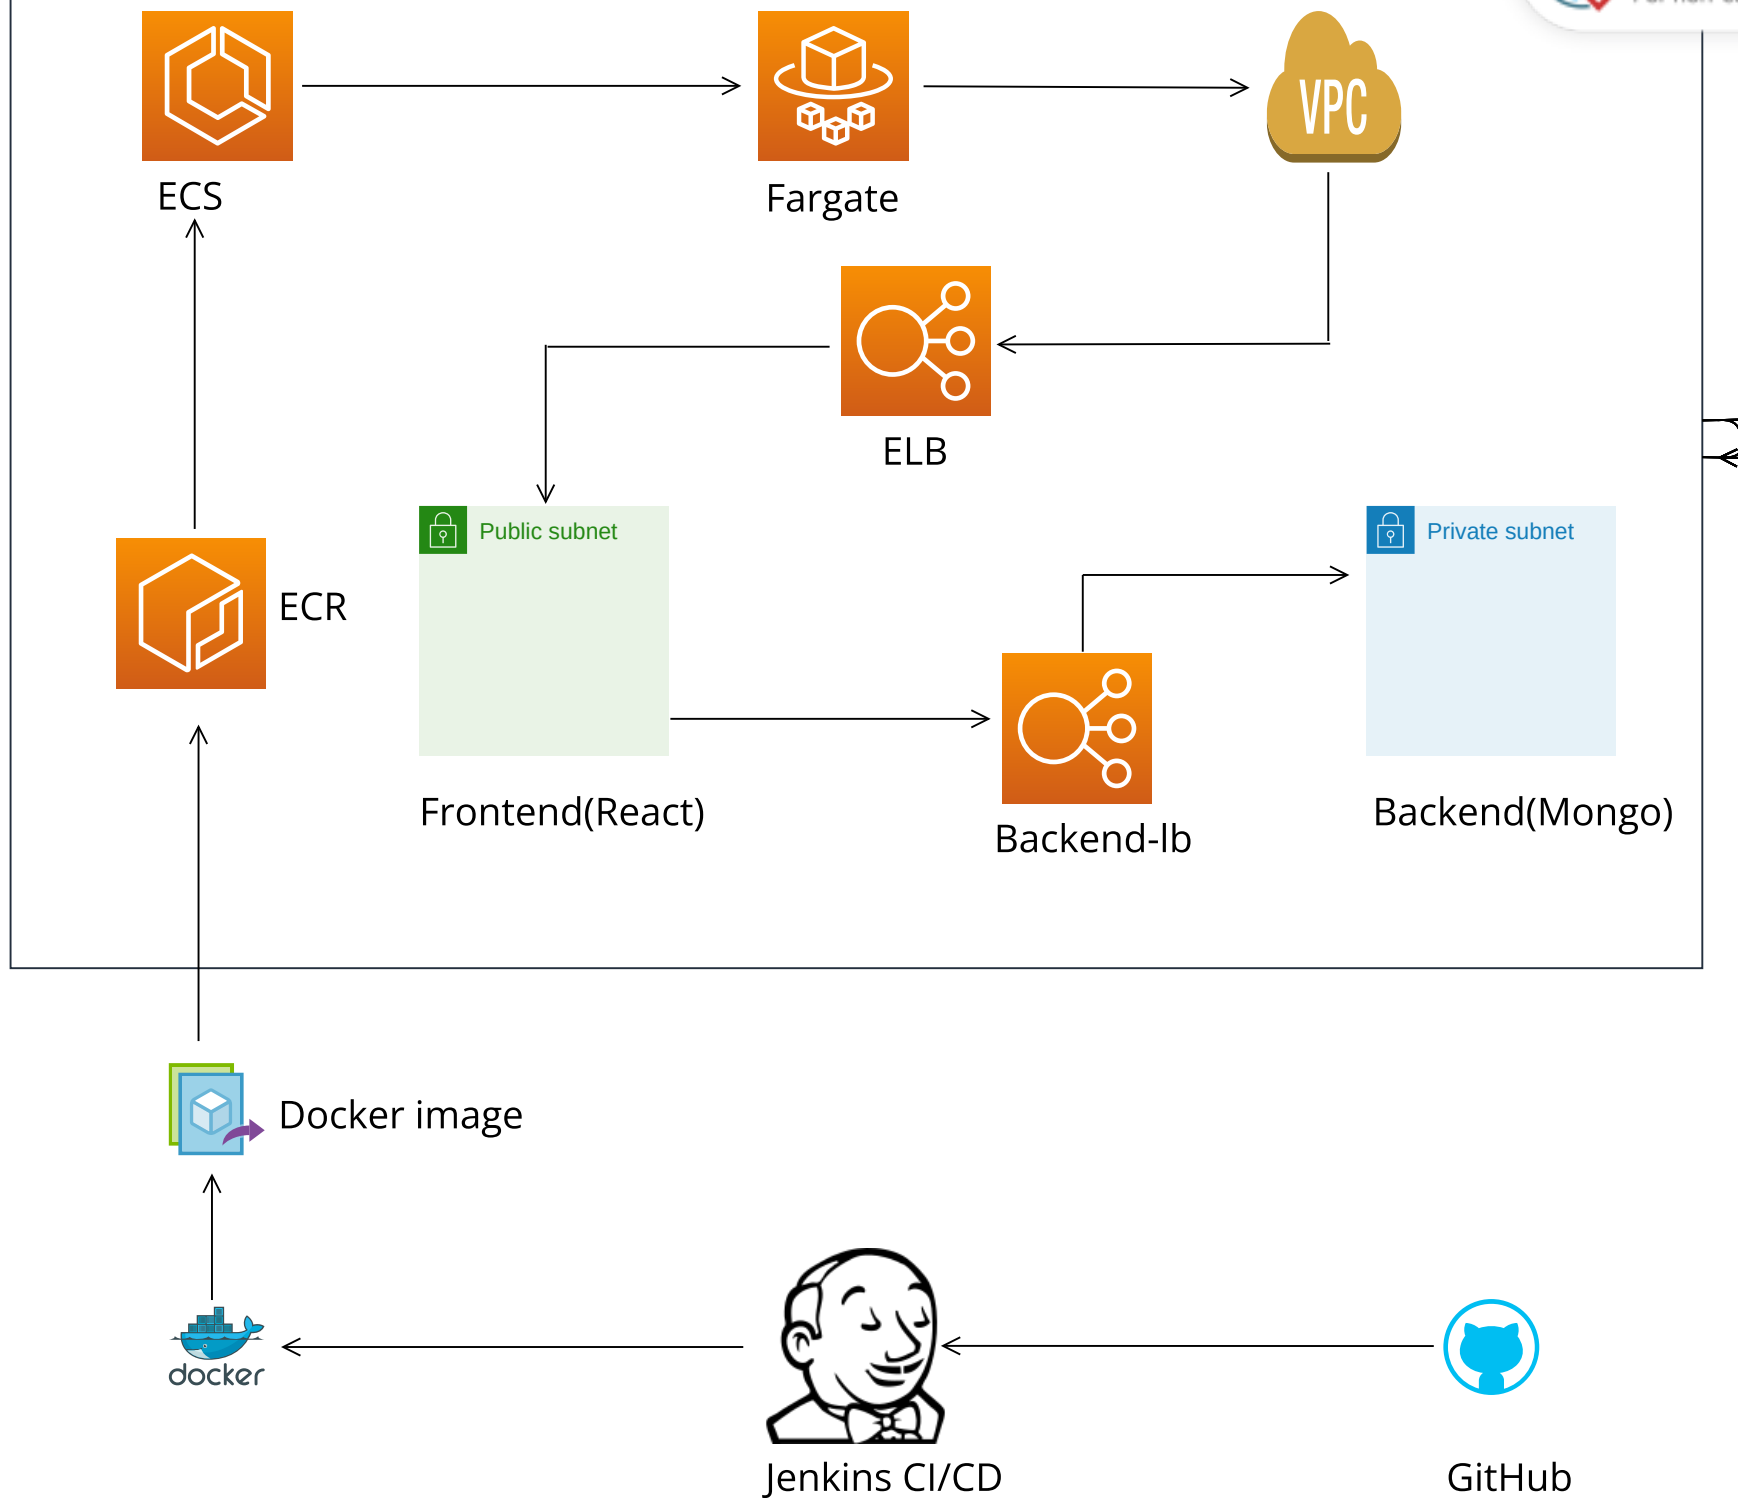 VPC
ECS
Fargate
ELB
Public subnet
Private subnet
ECR
Frontend(React)
Backend-lb
Backend(Mongo)
Docker image
docker
Jenkins CI/CD
GitHub